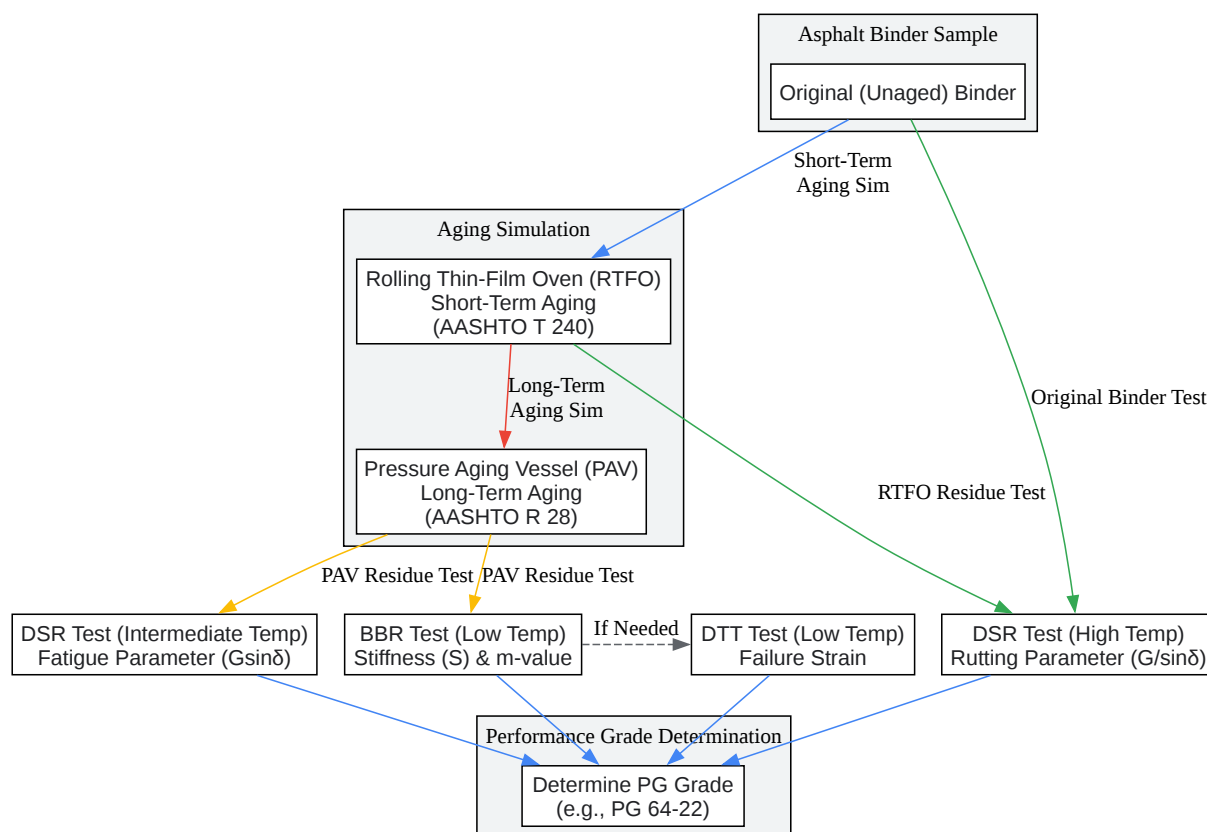 Asphalt Binder Sample
Original (Unaged) Binder
Short-Term
Aging Sim
Aging Simulation
Rolling Thin-Film Oven (RTFO)
Short-Term Aging
(AASHTO T 240)
Long-Term
Aging Sim
Original Binder Test
Pressure Aging Vessel (PAV)
Long-Term Aging
(AASHTO R 28)
RTFO Residue Test
PAV Residue Test
PAV Residue Test
DSR Test (Intermediate Temp)
Fatigue Parameter (Gsinδ)
BBR Test (Low Temp)
Stiffness (S) & m-value
If Needed
DTT Test (Low Temp)
Failure Strain
DSR Test (High Temp)
Rutting Parameter (G/sinδ)
Performance Grade Determination
Determine PG Grade
(e.g., PG 64-22)